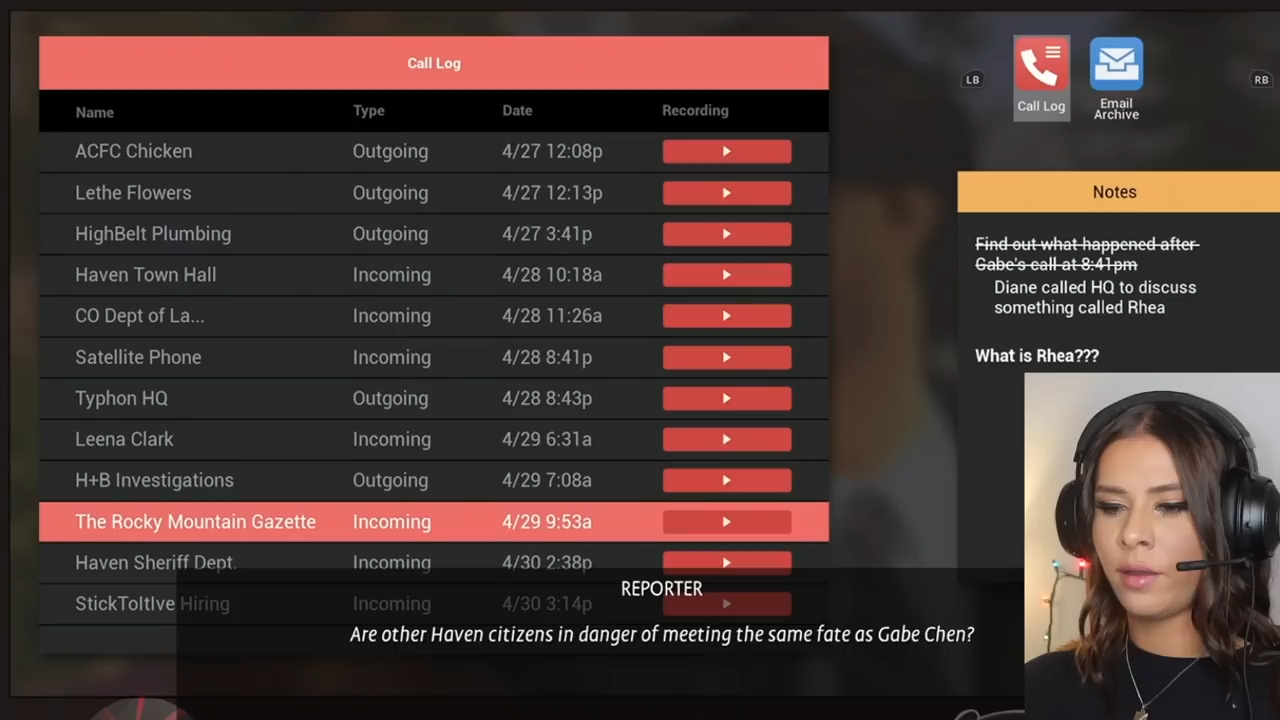 Call Log
Name Type Date Recording
ACFC Chicken Outgoing 4/27 12:08p
Lethe Flowers Outgoing 4/27 12:13p
HighBelt Plumbing Outgoing 4/27 3:41p
Haven Town Hall Incoming 4/28 10:18a
CO Dept of La... Incoming 4/28 11:26a
Satellite Phone Incoming 4/28 8:41p
Typhon HQ Outgoing 4/28 8:43p
Leena Clark Incoming 4/29 6:31a
H+B Investigations Outgoing 4/29 7:08a
The Rocky Mountain Gazette Incoming 4/29 9:53a
Haven Sheriff Dept. Incoming 4/30 2:38p
StickToItIve Hiring Incoming 4/30 3:14p
LB
Call Log
Email
Archive
RB
Notes
Find out what happened after
Gabe's call at 8:41pm
Diane called HQ to discuss
something called Rhea
What is Rhea???
REPORTER
Are other Haven citizens in danger of meeting the same fate as Gabe Chen?